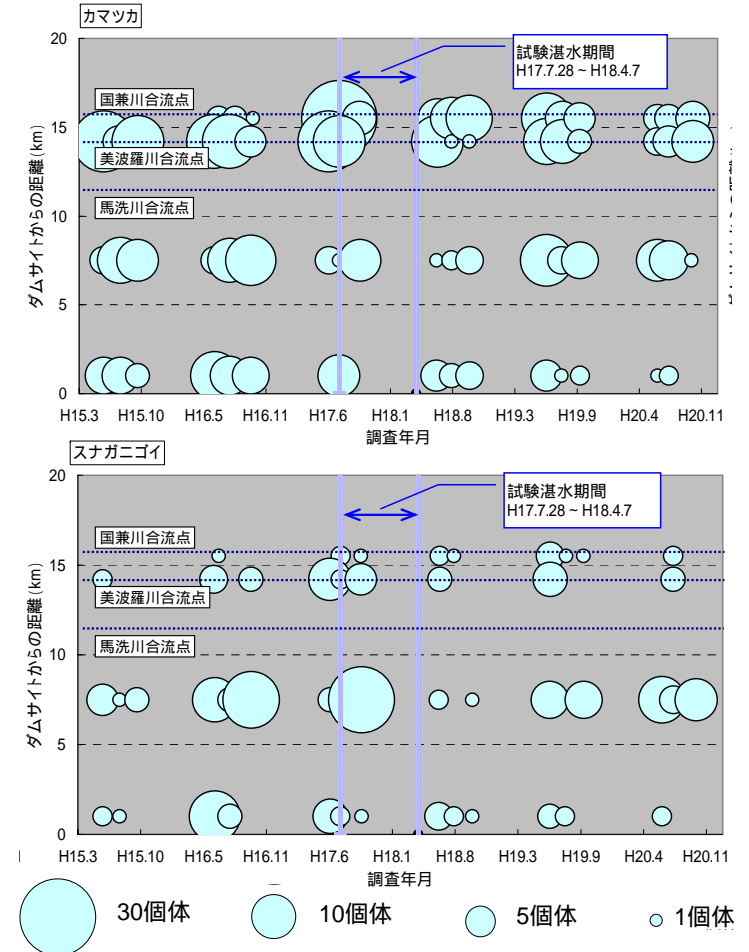 カマツカ
20
15
10
5
0
ダムサイトからの距離(km)
国兼川合流点
美波羅川合流点
馬洗川合流点
試験湛水期間
H17.7.28 ~ H18.4.7
H15.3 H15.10 H16.5 H16.11 H17.6 H18.1 H18.8 H19.3 H19.9 H20.4 H20.11
調査年月
スナガニゴイ
20
15
10
5
0
ダムサイトからの距離(km)
国兼川合流点
美波羅川合流点
馬洗川合流点
試験湛水期間
H17.7.28 ~ H18.4.7
H15.3 H15.10 H16.5 H16.11 H17.6 H18.1 H18.8 H19.3 H19.9 H20.4 H20.11
調査年月
30個体 10個体 5個体 1個体